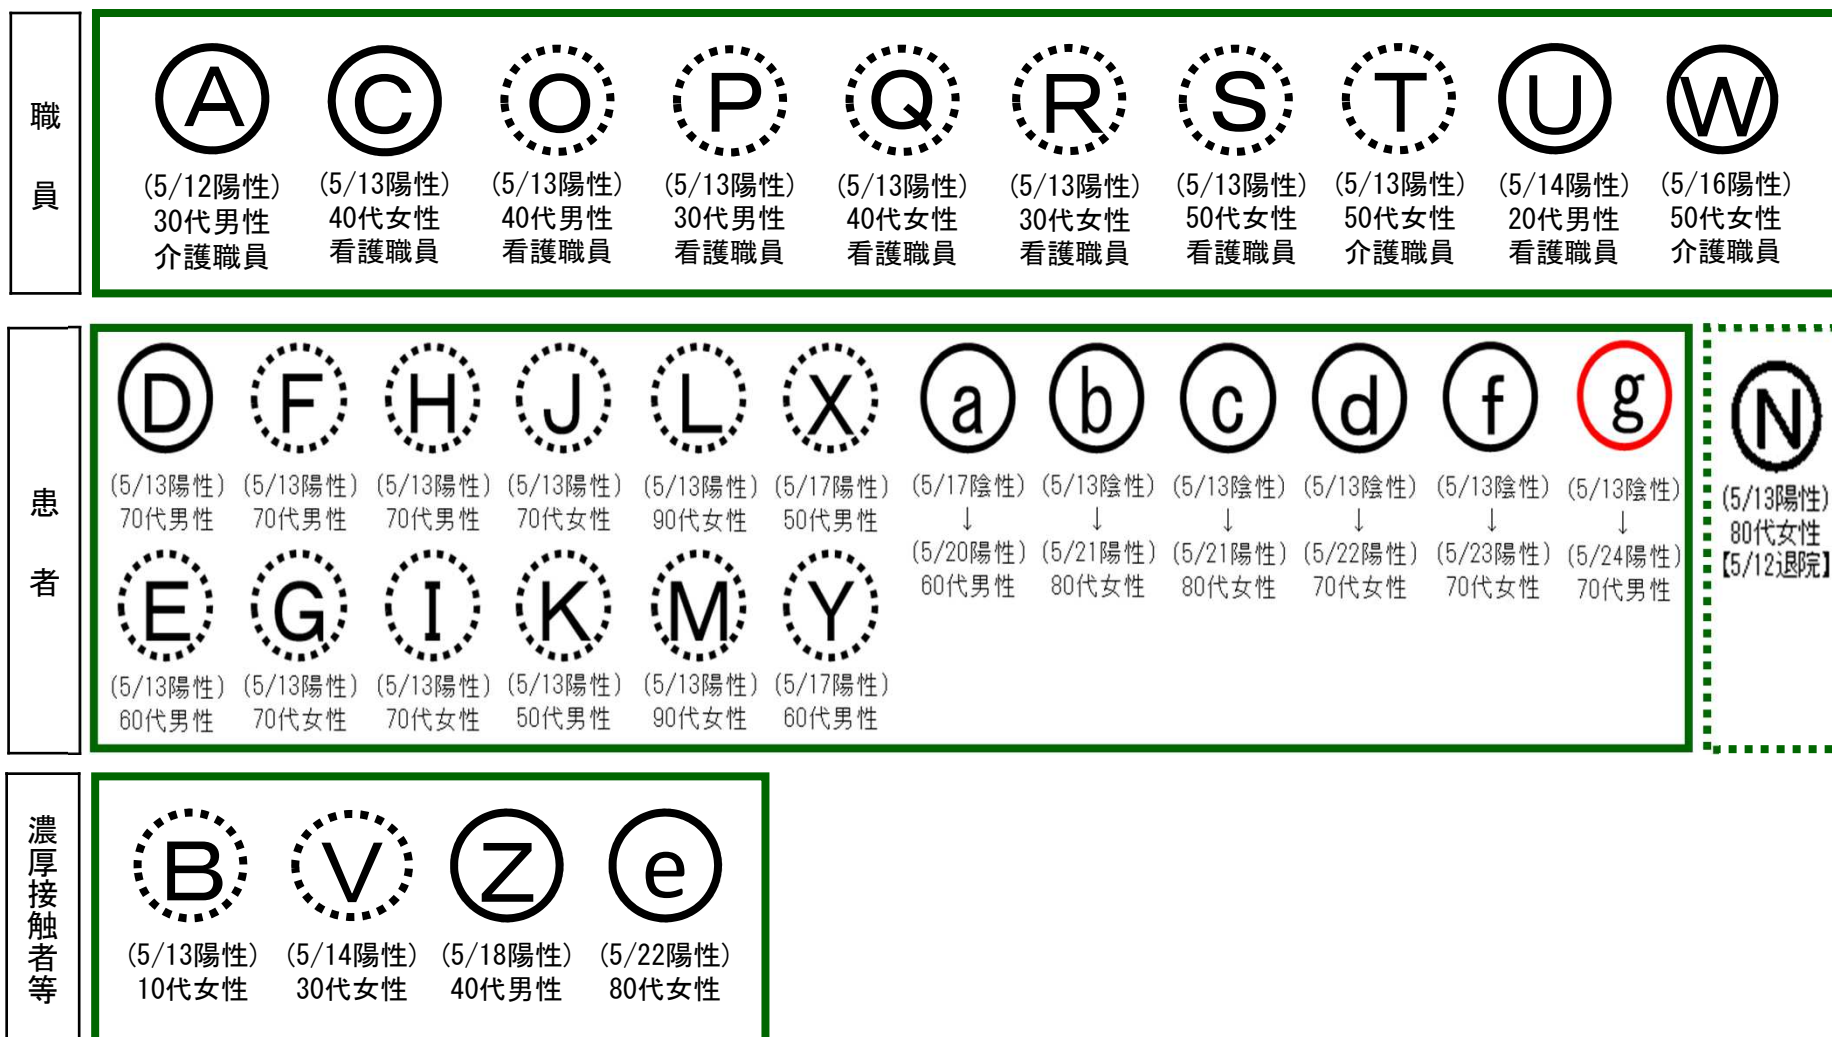 職員
A C O P Q R S T U W
(5/12陽性) (5/13陽性) (5/13陽性) (5/13陽性) (5/13陽性) (5/13陽性) (5/13陽性) (5/13陽性) (5/14陽性) (5/16陽性)
30代男性 40代女性 40代男性 30代男性 40代女性 30代女性 50代女性 50代女性 20代男性 50代女性
介護職員 看護職員 看護職員 看護職員 看護職員 看護職員 看護職員 介護職員 看護職員 介護職員
患者
D F H J L X a b c d f g N
(5/13陽性) (5/13陽性) (5/13陽性) (5/13陽性) (5/13陽性) (5/17陽性) (5/17陰性) (5/13陰性) (5/13陰性) (5/13陰性) (5/13陰性) (5/13陰性) (5/13陽性)
70代男性 70代男性 70代男性 70代女性 90代女性 50代男性 ↓ ↓ ↓ ↓ ↓ ↓ 80代女性
(5/20陽性) (5/21陽性) (5/21陽性) (5/22陽性) (5/23陽性) (5/24陽性) 【5/12退院】
60代男性 80代女性 80代女性 70代女性 70代女性 70代男性
E G I K M Y
(5/13陽性) (5/13陽性) (5/13陽性) (5/13陽性) (5/13陽性) (5/17陽性)
60代男性 70代女性 70代女性 50代男性 90代女性 60代男性
濃厚接触者等
B V Z e
(5/13陽性) (5/14陽性) (5/18陽性) (5/22陽性)
10代女性 30代女性 40代男性 80代女性